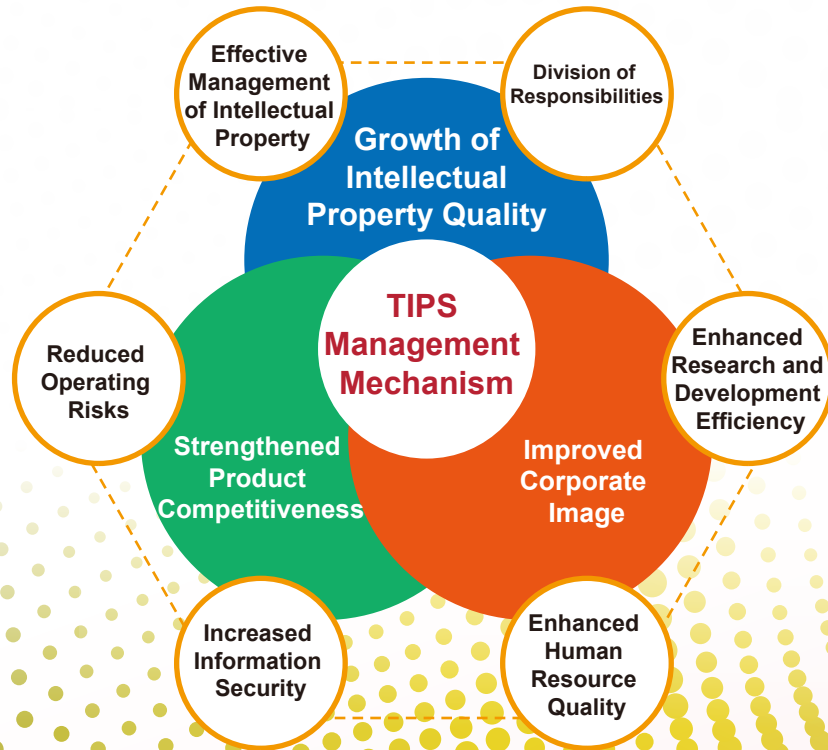 Effective
Management
of Intellectual
Property
Division of
Responsibilities
Growth of
Intellectual
Property Quality
TIPS
Management
Mechanism
Reduced
Operating
Risks
Enhanced
Research and
Development
Efficiency
Strengthened
Product
Competitiveness
Improved
Corporate
Image
Increased
Information
Security
Enhanced
Human
Resource
Quality